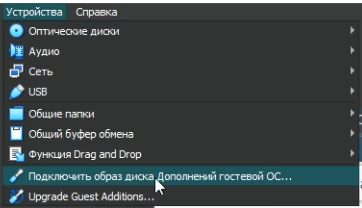 Устройства Справка
Оптические диски
Аудио
Сеть
USB
Общие папки
Общий буфер обмена
Функция Drag and Drop
Подключить образ диска Дополнений гостевой ОС...
Upgrade Guest Additions...